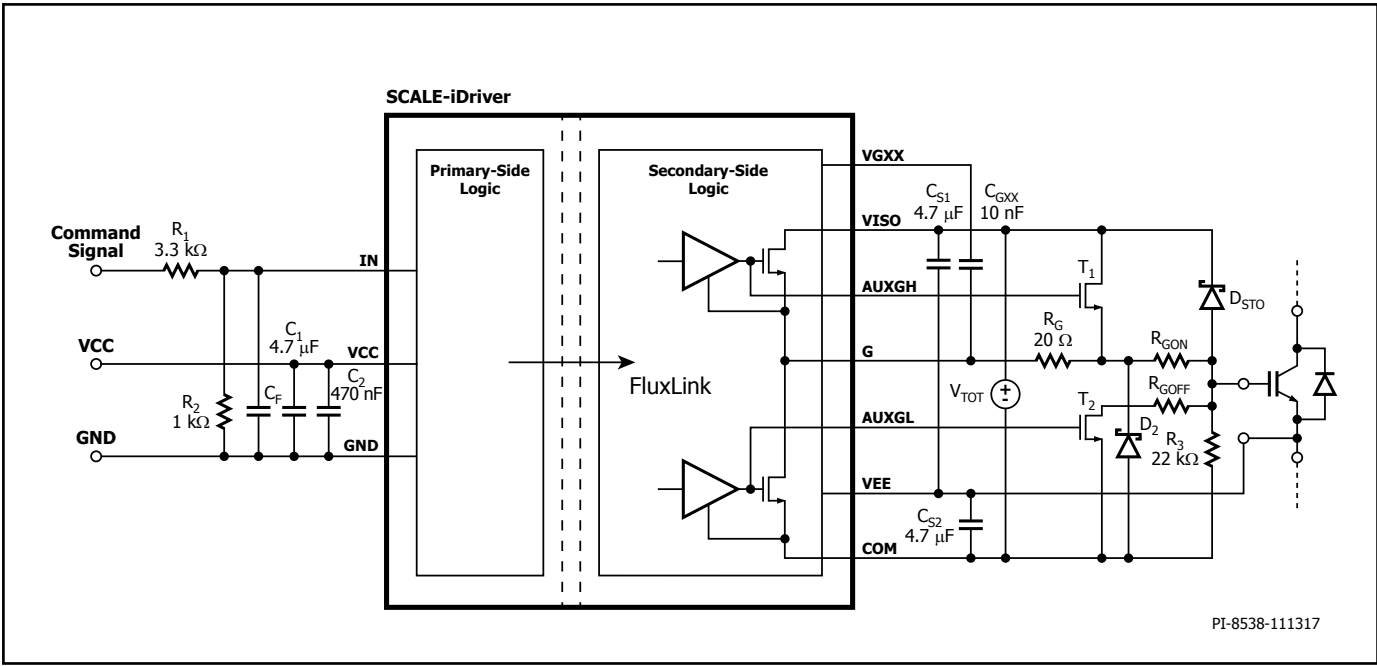 SCALE-iDriver
Primary-Side
Logic
Secondary-Side
Logic
Command
Signal
R1
3.3 kΩ
IN
VCC
C1
4.7 μF
VCC
C2
470 nF
CF
R2
1 kΩ
GND
GND
FluxLink
VGXX
CS1
4.7 μF
CGXX
10 nF
VISO
AUXGH
T1
DSTO
G
RG
20 Ω
RGON
RGOFF
VTOT
+
-
T2
AUXGL
D2
R3
22 kΩ
VEE
CS2
4.7 μF
COM
PI-8538-111317